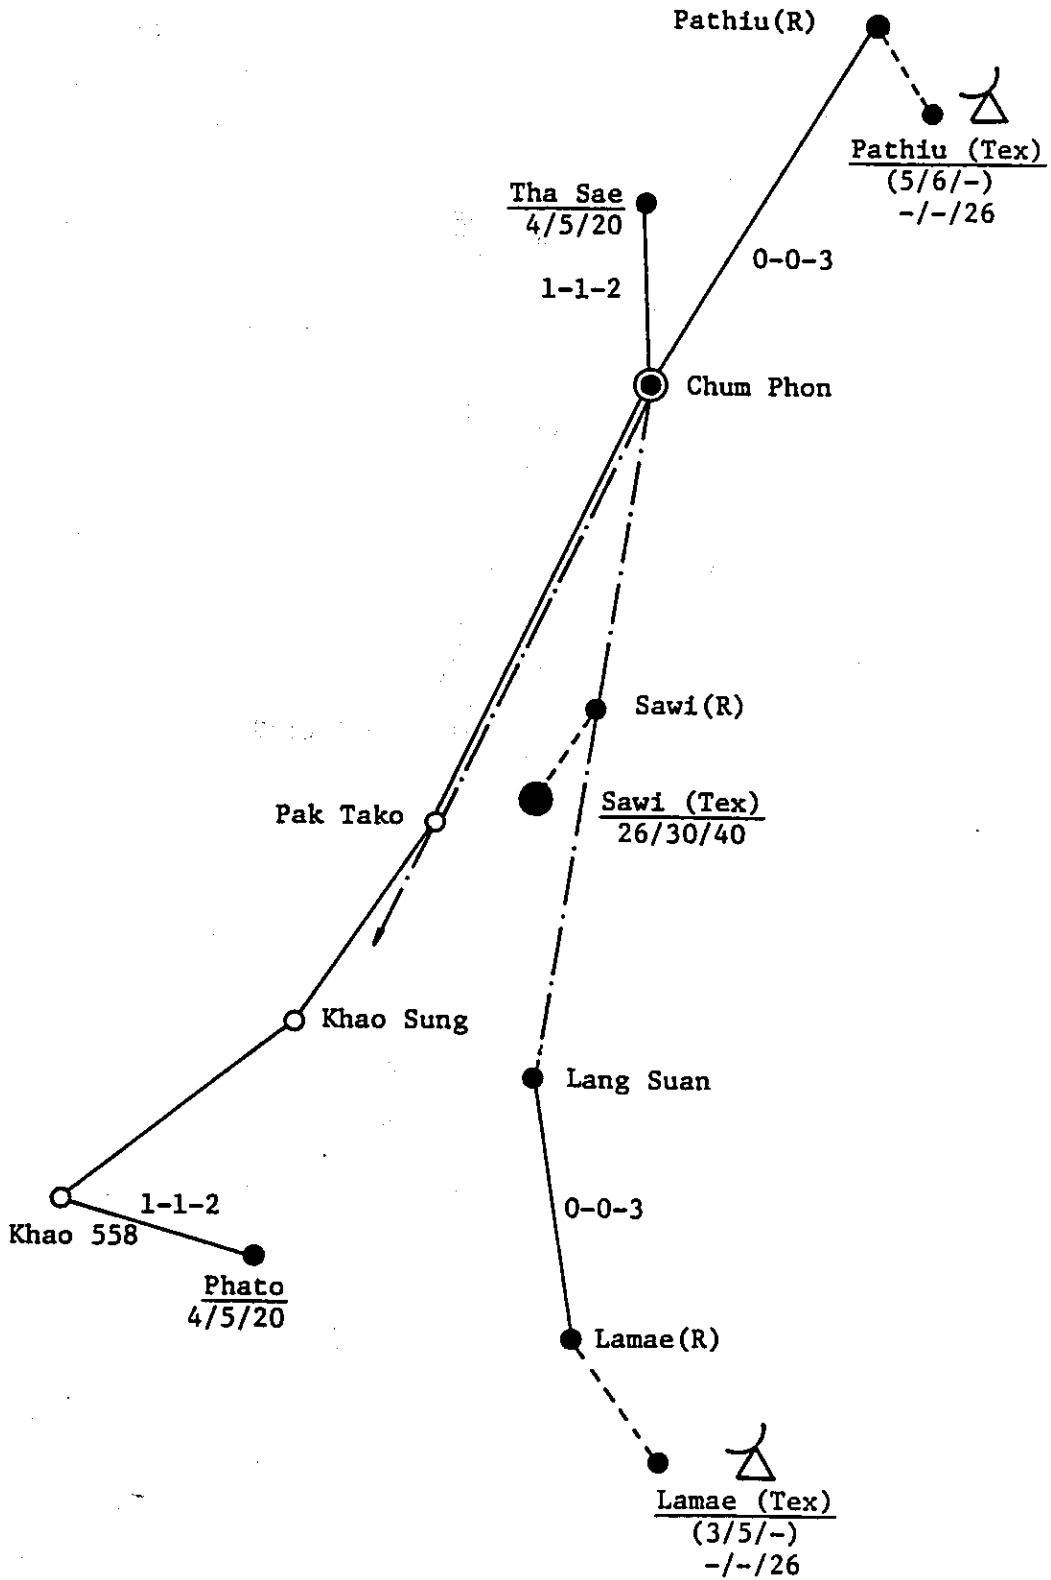 Pathiu(R)
Pathiu (Tex)
(5/6/-)
-/-/26
Tha Sae
4/5/20
0-0-3
1-1-2
Chum Phon
Sawi(R)
Sawi (Tex)
26/30/40
Pak Tako
Khao Sung
Lang Suan
1-1-2
0-0-3
Khao 558
Phato
4/5/20
Lamae(R)
Lamae (Tex)
(3/5/-)
-/-/26